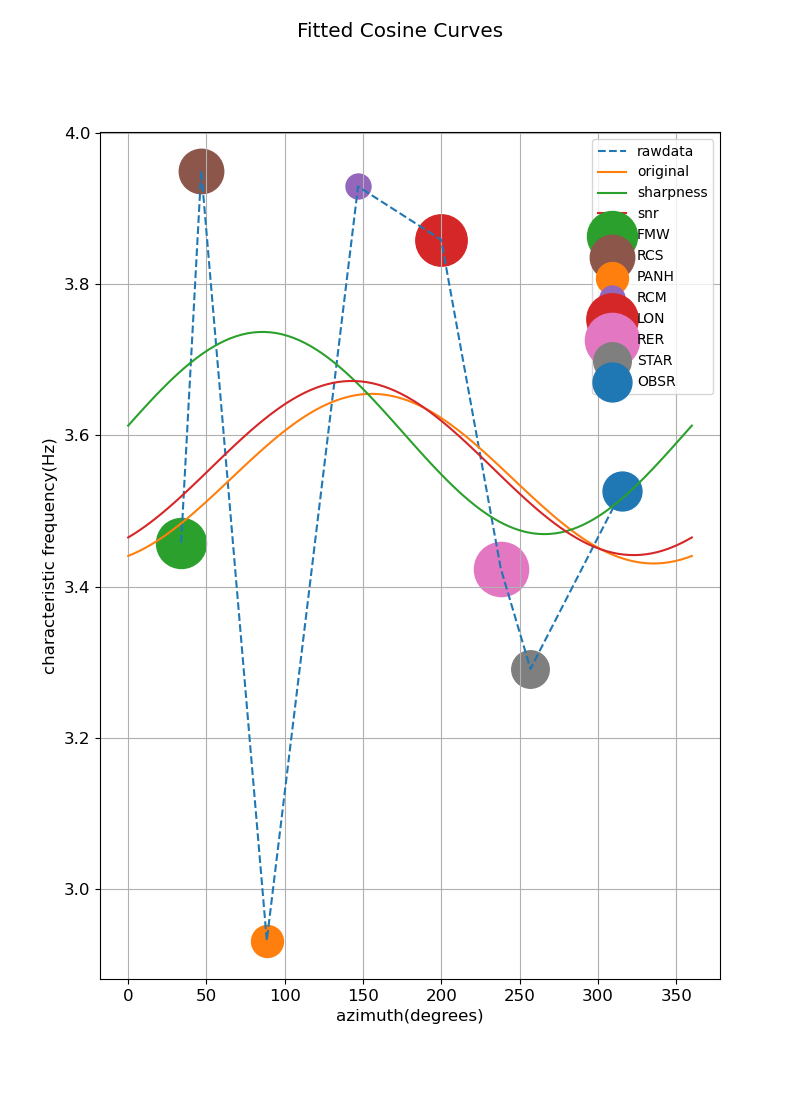 Fitted Cosine Curves
4.0
3.8
3.6
3.4
3.2
3.0
characteristic frequency(Hz)
rawdata
original
sharpness
snr
FMW
RCS
PANH
RCM
LON
RER
STAR
OBSR
0 50 100 150 200 250 300 350
azimuth(degrees)